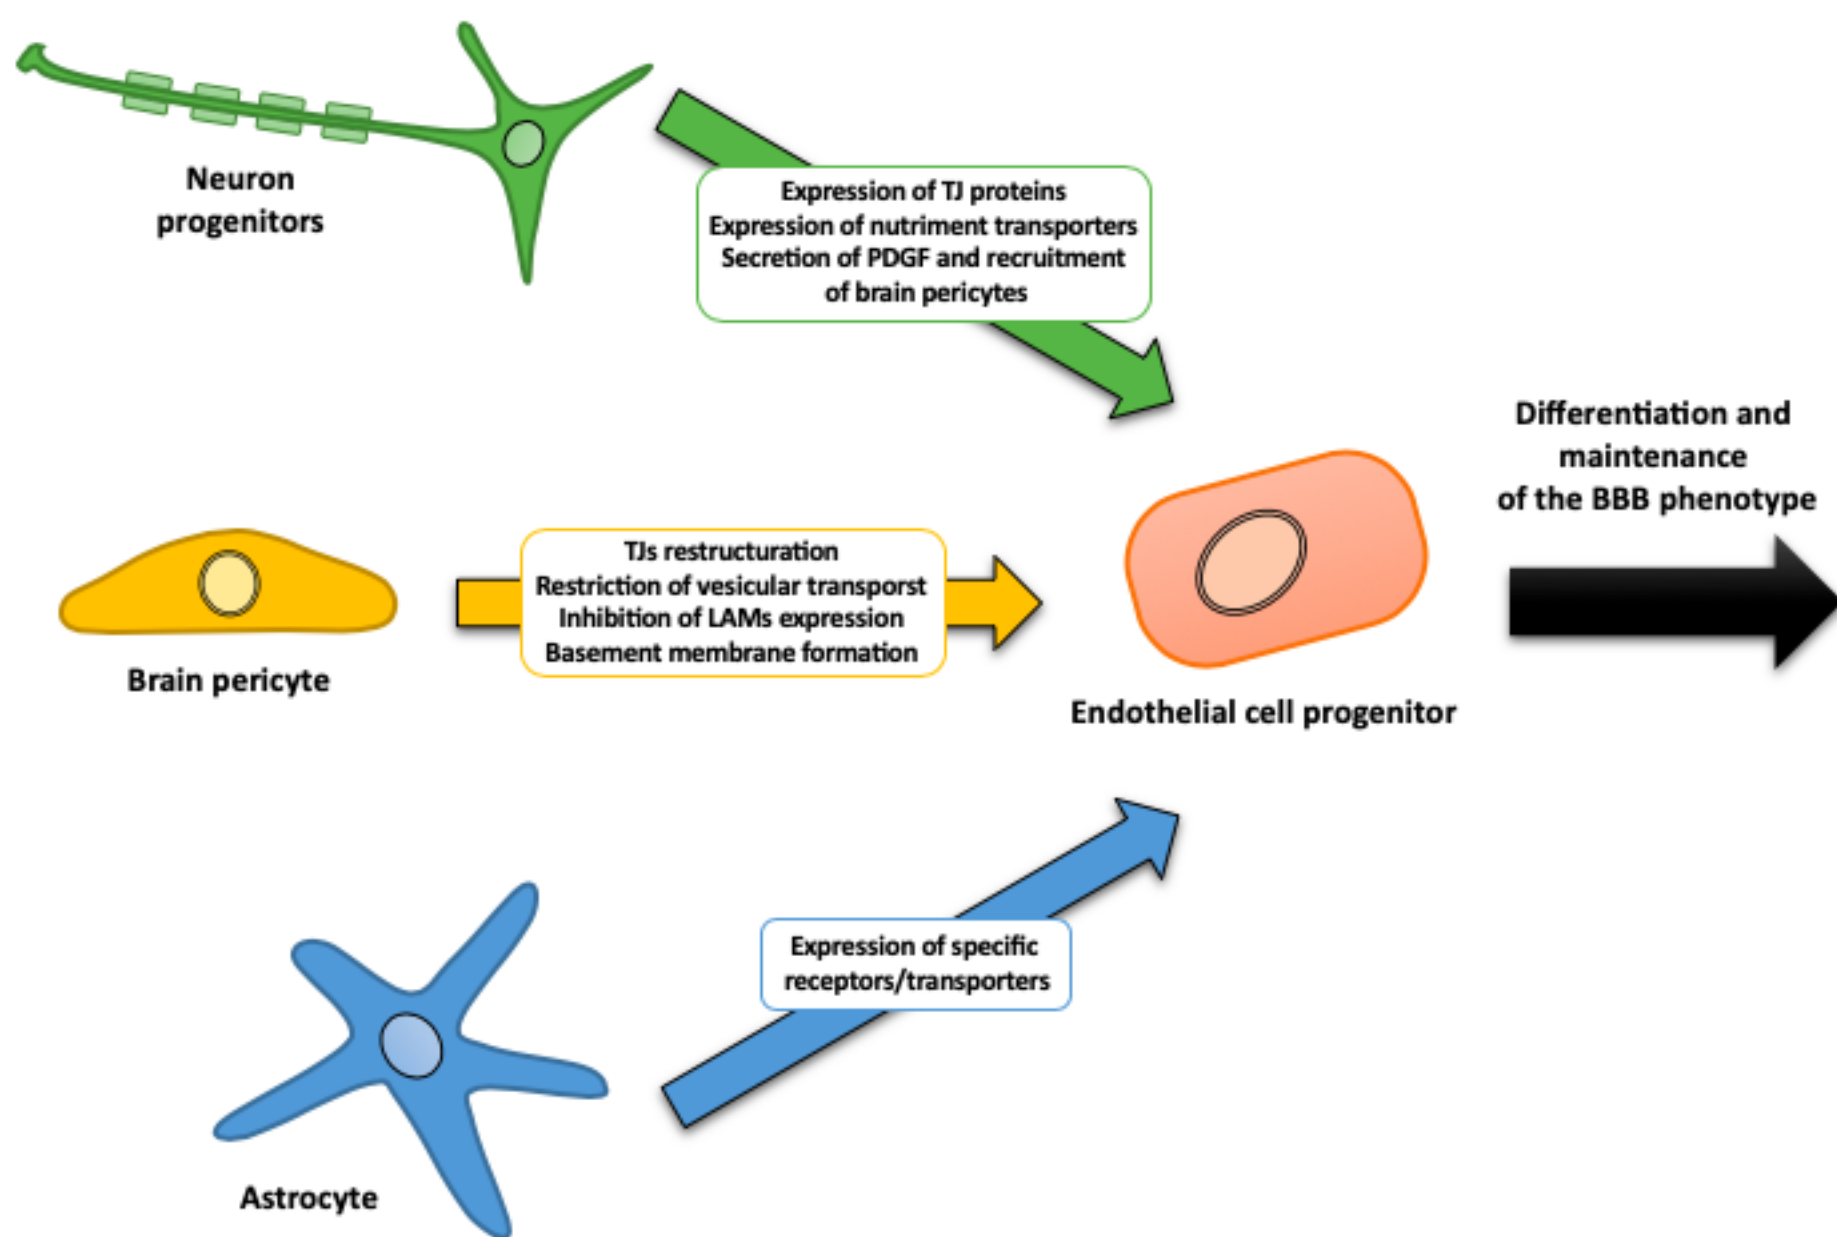 Neuron
progenitors
Expression of TJ proteins
Expression of nutriment transporters
Secretion of PDGF and recruitment
of brain pericytes
Differentiation and
maintenance
of the BBB phenotype
TJs restructuration
Restriction of vesicular transporst
Inhibition of LAMs expression
Basement membrane formation
Brain pericyte
Endothelial cell progenitor
Expression of specific
receptors/transporters
Astrocyte